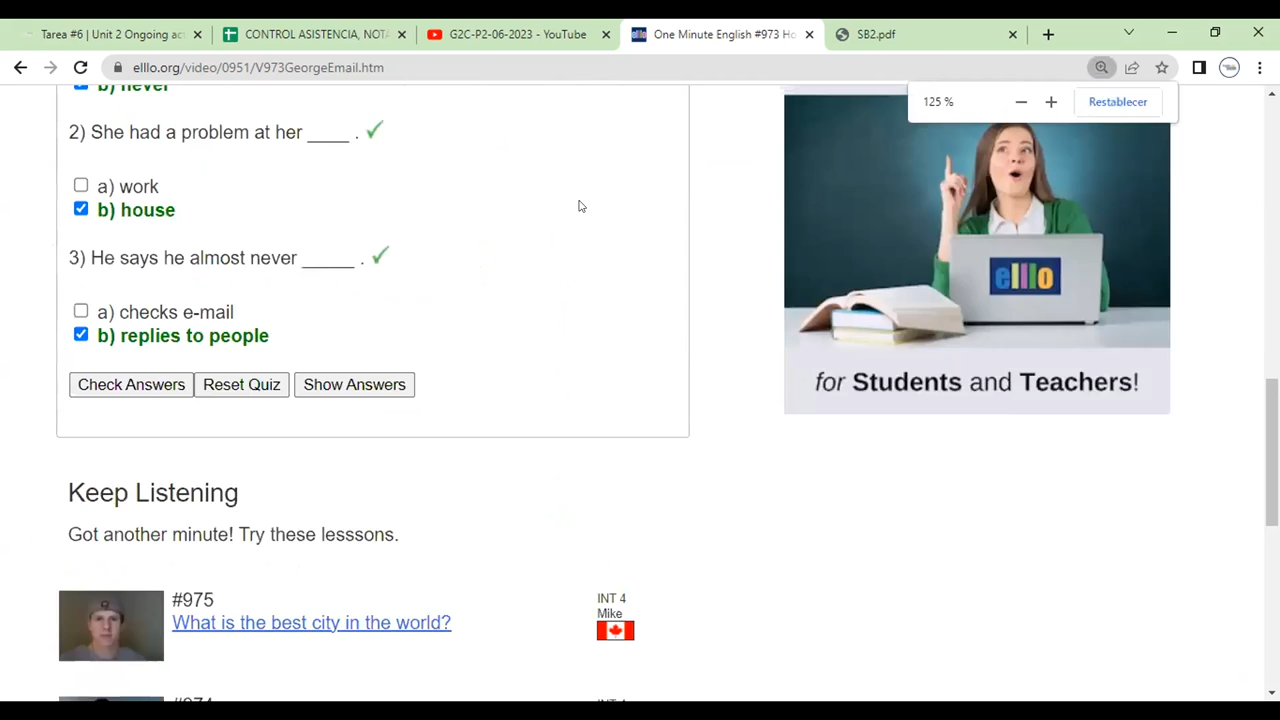 Tarea #6 | Unit 2 Ongoing ac
CONTROL ASISTENCIA, NOTA
G2C-P2-06-2023 - YouTube
One Minute English #973 Ho
SB2.pdf
elllo.org/video/0951/V973GeorgeEmail.htm
125 %
Restablecer
b) never
2) She had a problem at her ____ .
a) work
b) house
3) He says he almost never _____ .
a) checks e-mail
b) replies to people
Check Answers
Reset Quiz
Show Answers
elllo
for Students and Teachers!
Keep Listening
Got another minute! Try these lesssons.
#975
What is the best city in the world?
INT 4
Mike